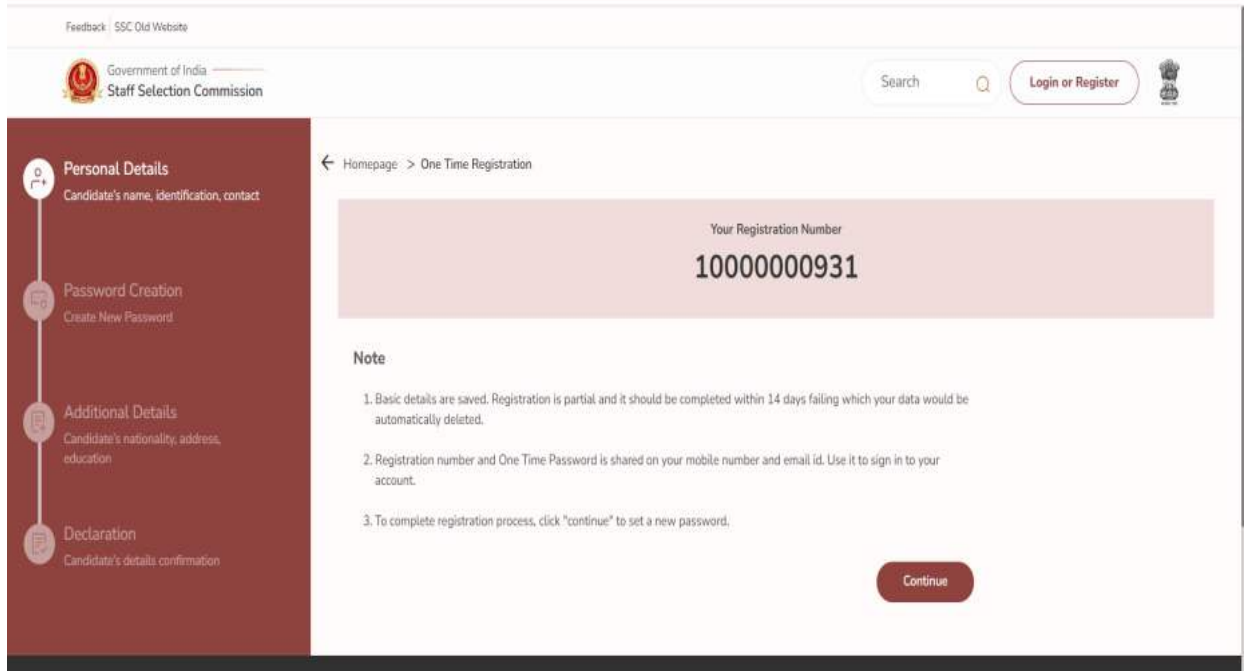 Feedback SSC Old Website
Government of India
Staff Selection Commission
Search
Login or Register
Personal Details
Candidate's name, identification, contact
Password Creation
Create New Password
Additional Details
Candidate's nationality, address,
education
Declaration
Candidate's details confirmation
← Homepage > One Time Registration
Your Registration Number
10000000931
Note
1. Basic details are saved. Registration is partial and it should be completed within 14 days failing which your data would be
automatically deleted.
2. Registration number and One Time Password is shared on your mobile number and email id. Use it to sign in to your
account.
3. To complete registration process, click "continue" to set a new password.
Continue